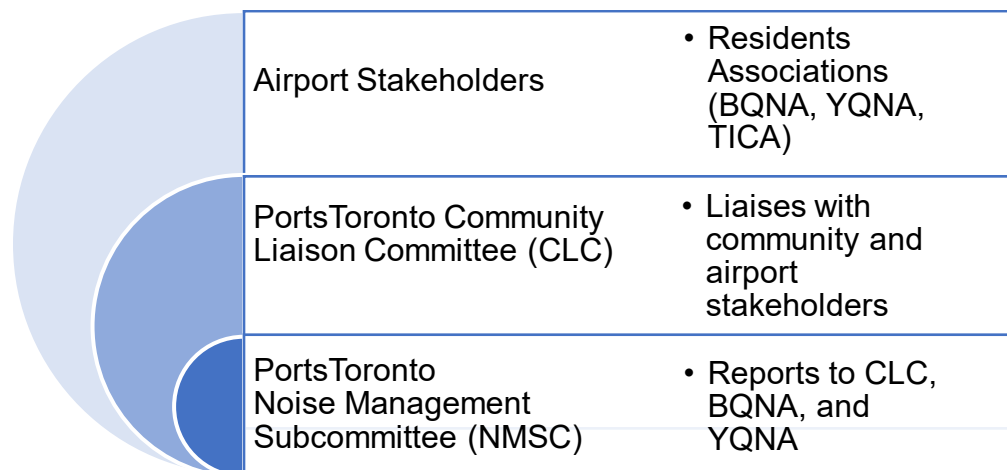 Airport Stakeholders
• Residents
Associations
(BQNA, YQNA,
TICA)
PortsToronto Community
Liaison Committee (CLC)
• Liaises with
community and
airport
stakeholders
PortsToronto
Noise Management
Subcommittee (NMSC)
• Reports to CLC,
BQNA, and
YQNA